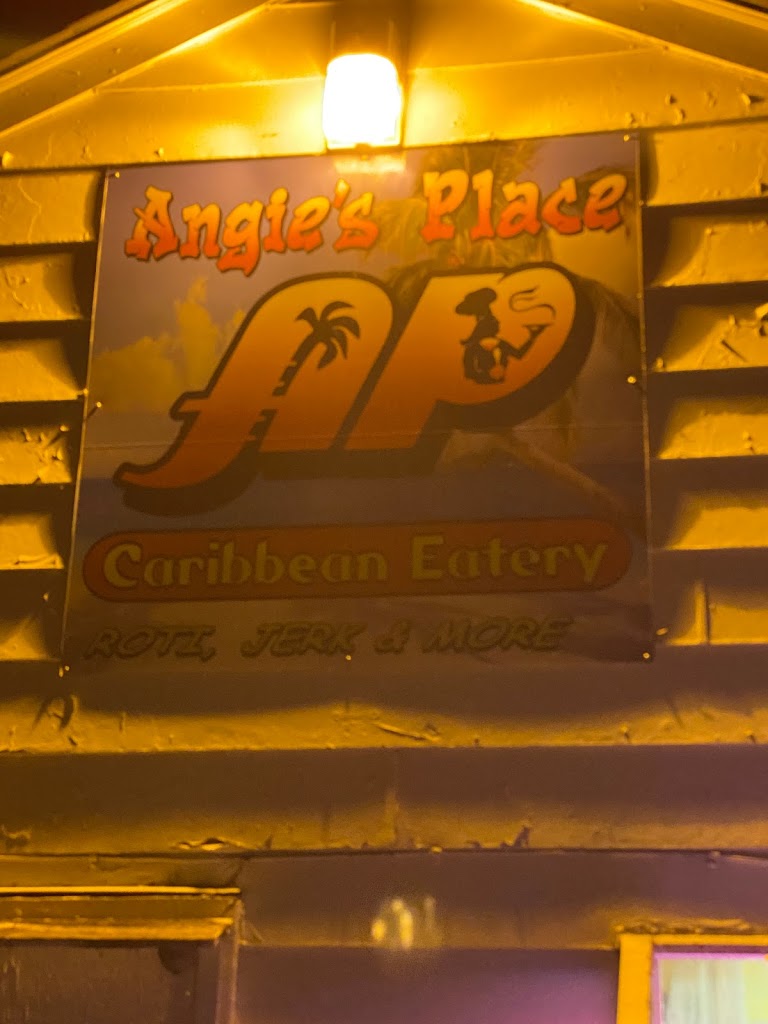 Angie's Place
AP
Caribbean Eatery
ROTI, JERK & MORE